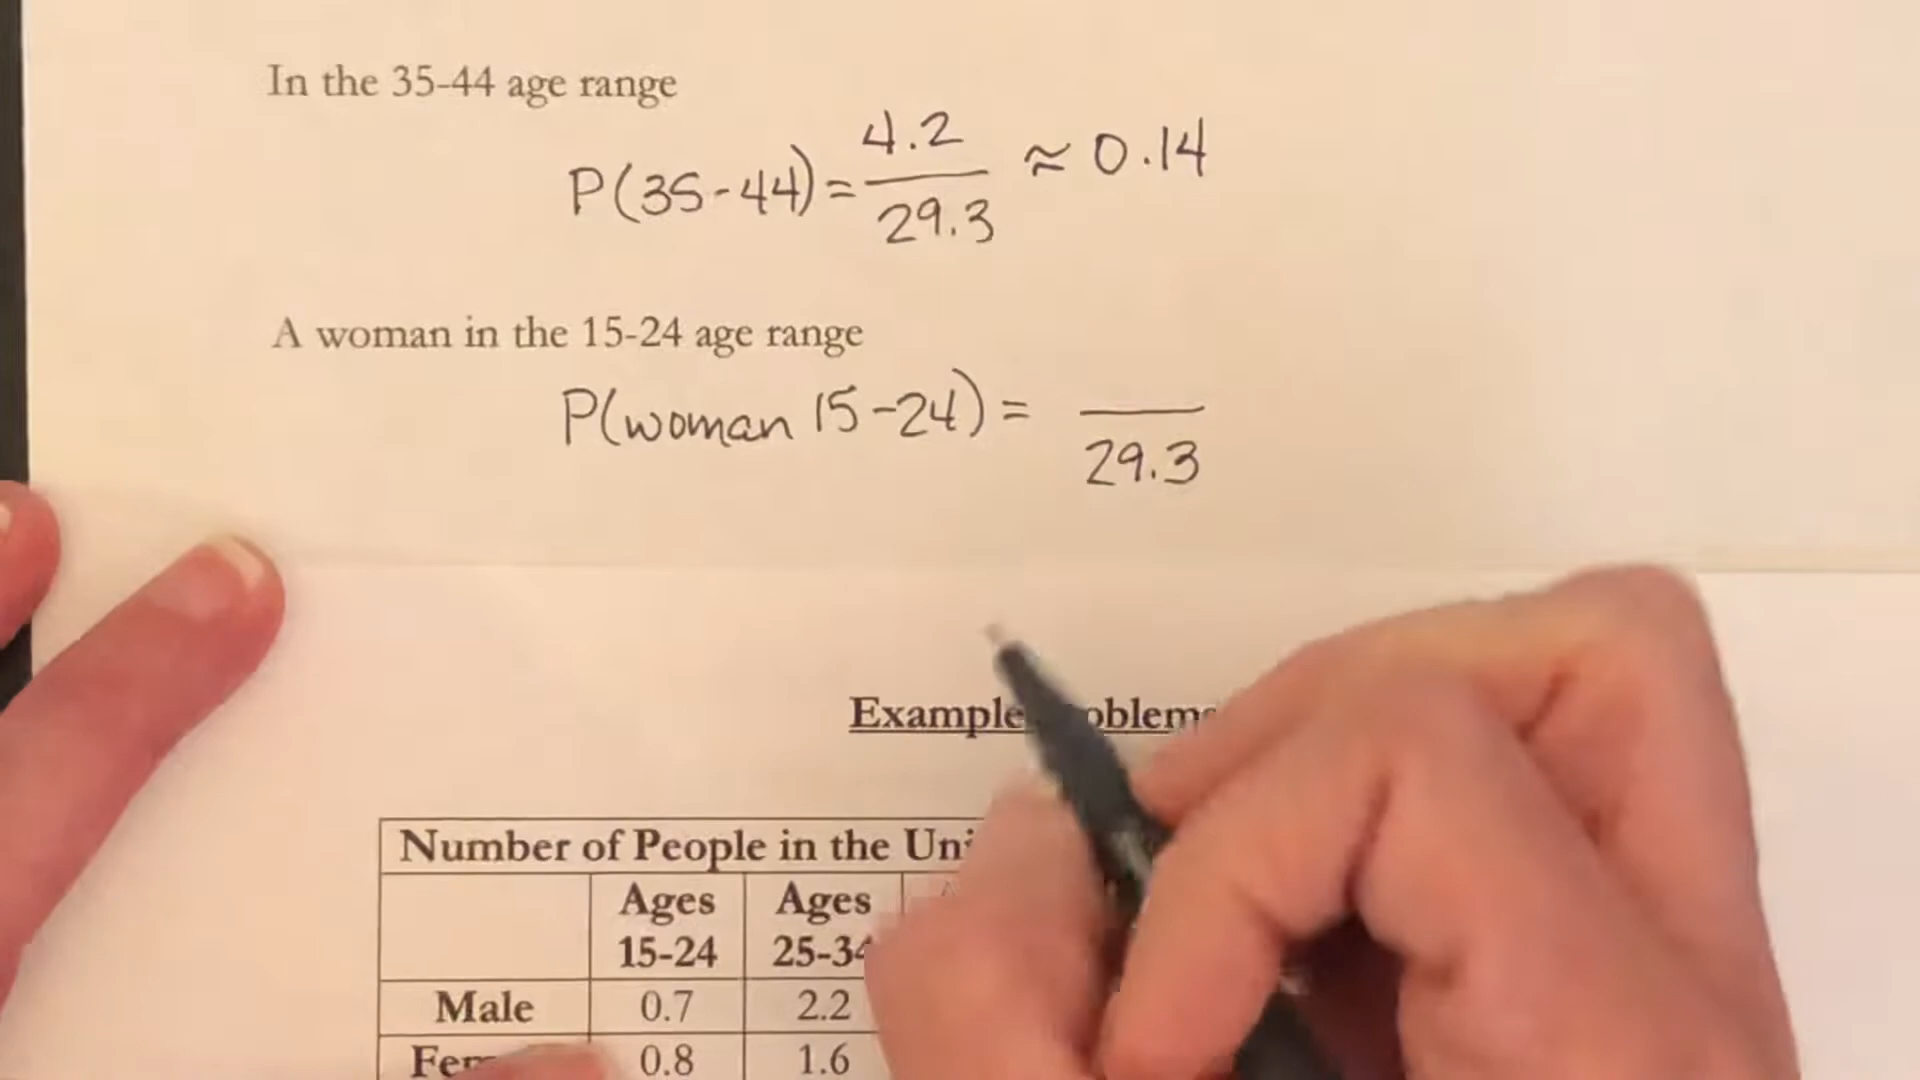 In the 35-44 age range
P(35-44) = 4.2 / 29.3 ≈ 0.14
A woman in the 15-24 age range
P(woman 15-24) = / 29.3
Example
Number of People in the
Ages 15-24 Ages
Male 0.7 2.2
0.8 1.6